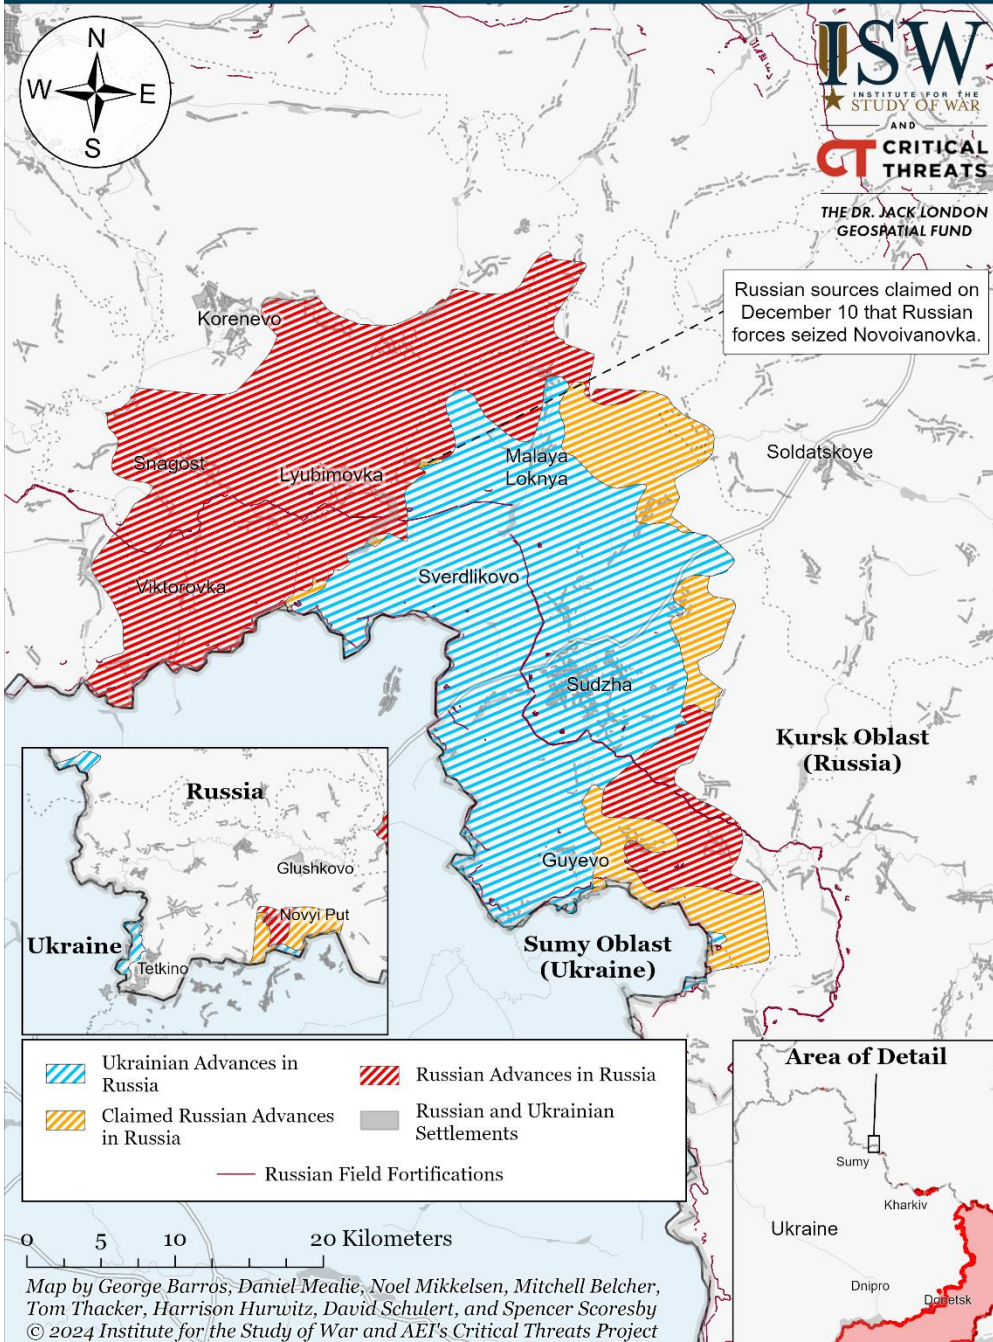 N
W
E
S
ISW
INSTITUTE FOR THE
STUDY OF WAR
AND
CT CRITICAL
THREATS
THE DR. JACK LONDON
GEOSPATIAL FUND
Russian sources claimed on
December 10 that Russian
forces seized Novoivanovka.
Korenevo
Snagost
Lyubimovka
Malaya
Loknya
Soldatskoye
Viktorovka
Sverdlikovo
Sudzha
Kursk Oblast
(Russia)
Guyevo
Sumy Oblast
(Ukraine)
Russia
Glushkovo
Novyi Put
Ukraine
Tetkino
Ukrainian Advances in
Russia
Russian Advances in Russia
Claimed Russian Advances
in Russia
Russian and Ukrainian
Settlements
Russian Field Fortifications
Area of Detail
Sumy
Kharkiv
Ukraine
Dnipro
Donetsk
0 5 10 20 Kilometers
Map by George Barros, Daniel Mealie, Noel Mikkelsen, Mitchell Belcher,
Tom Thacker, Harrison Hurwitz, David Schulert, and Spencer Scoresby
© 2024 Institute for the Study of War and AEI's Critical Threats Project